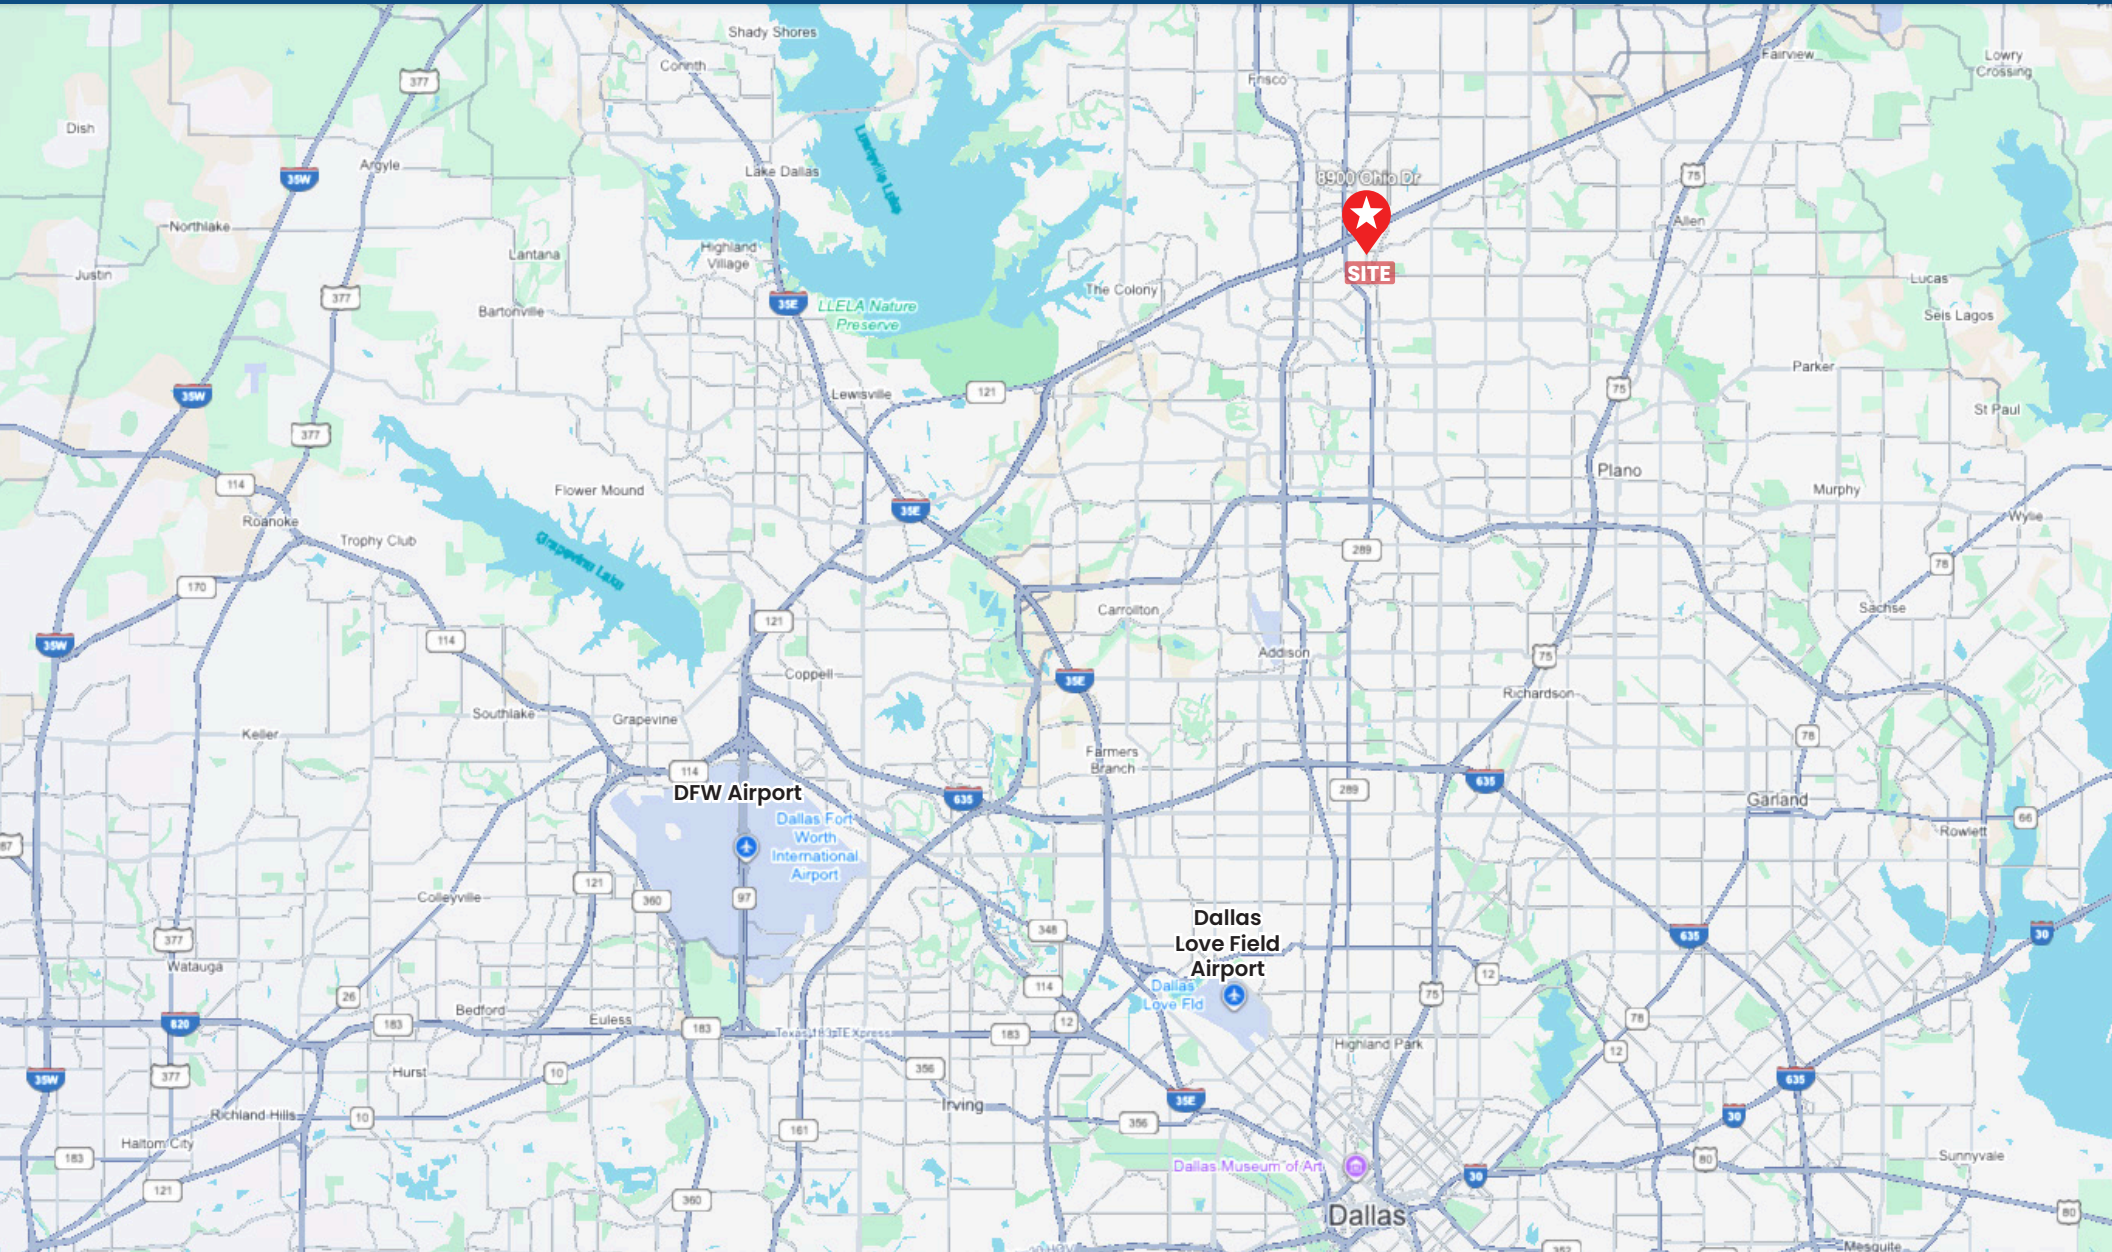 Shady Shores
Corinth
377
Frisco
Fairview
Lowry
Crossing
Dish
Lewisville Lake
Argyle
35W
Lake Dallas
8900 Ohio Dr
75
Allen
Northlake
Highland
Village
Lantana
SITE
Justin
377
35E
LLELA Nature
Preserve
The Colony
Lucas
Seis Lagos
Bartonville
Parker
35W
Lewisville
121
75
St Paul
377
Plano
114
Flower Mound
35E
Murphy
Roanoke
Wylie
Trophy Club
Grapevine Lake
289
78
170
Carrollton
Sachse
121
35W
114
Addison
75
Coppell
35E
Richardson
Southlake
Grapevine
Keller
78
Farmers
Branch
114
DFW Airport
635
635
289
Garland
Dallas Fort
Worth
International
Airport
66
Rowlett
87
121
360
97
Colleyville
Dallas
Love Field
Airport
348
635
30
377
Watauga
12
114
Dallas
Love Fld
75
26
Bedford
Euless
820
183
183
Texas 183 TEXpress
183
12
78
Highland Park
12
35W
377
Hurst
10
356
635
35E
Irving
Richland Hills
10
356
30
161
Haltom City
183
Dallas Museum of Art
80
Sunnyvale
30
121
360
Dallas
80
352
Mesquite